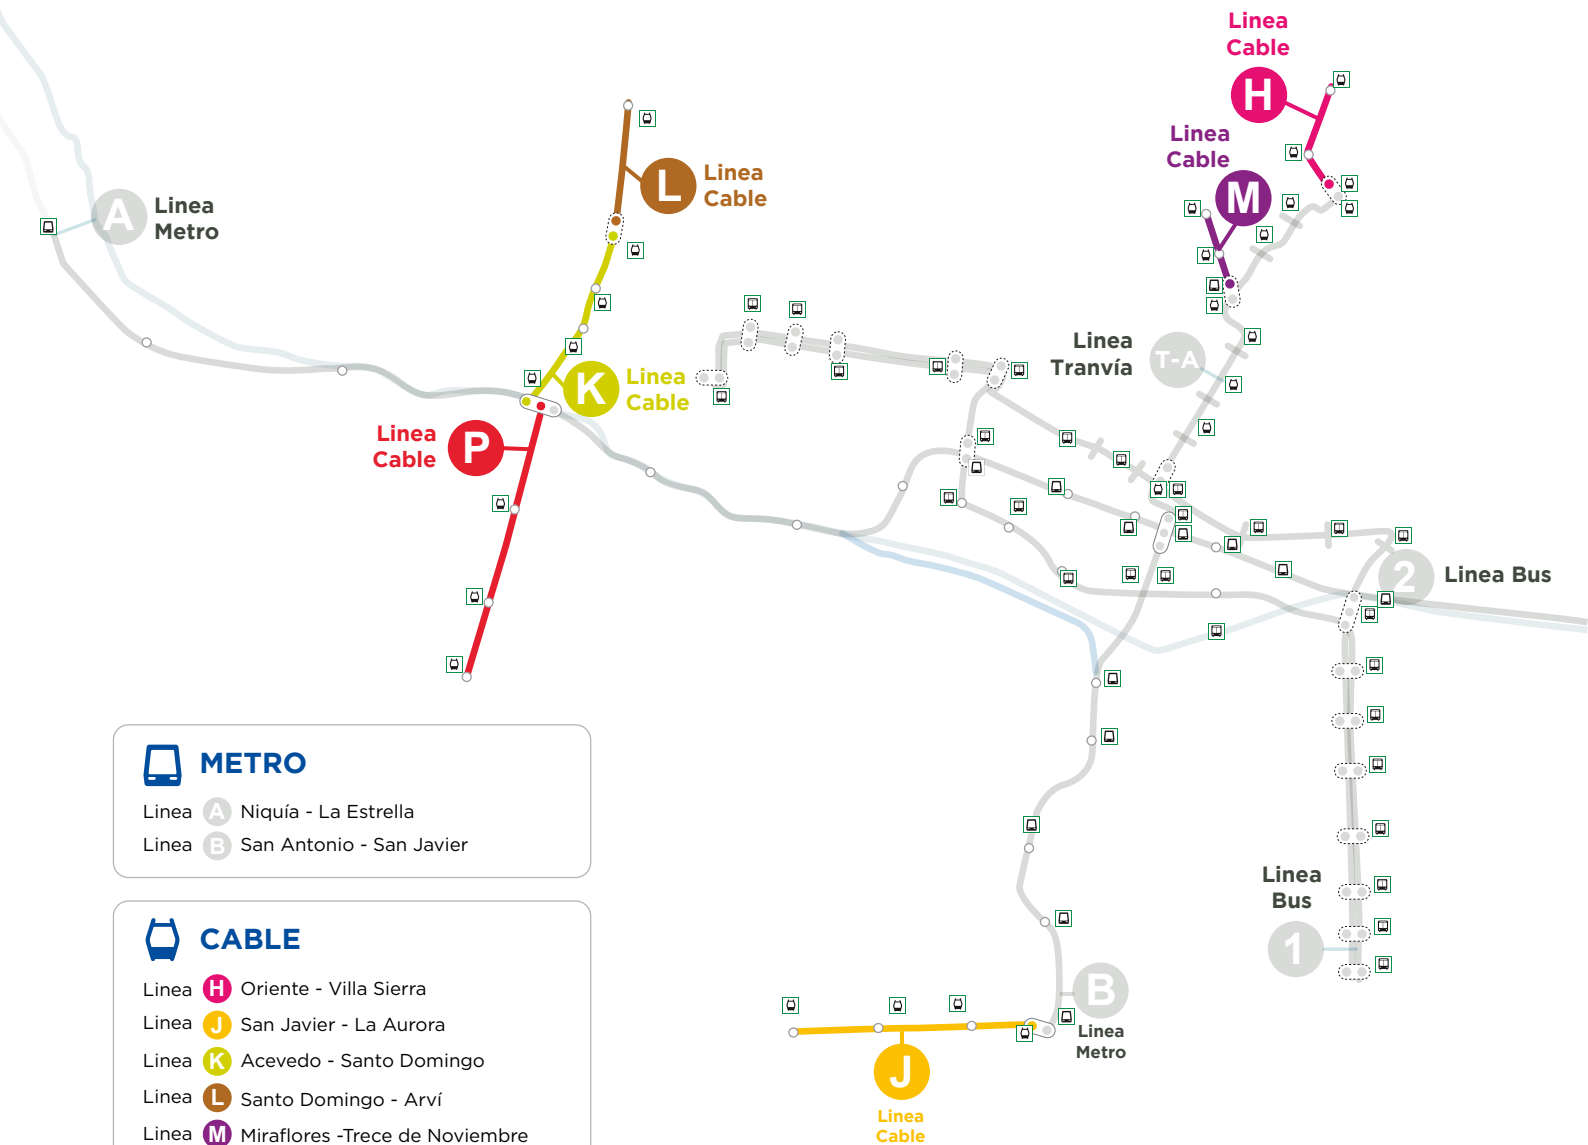 Linea
Cable
H
Linea
Cable
M
L
Linea
Cable
A
Linea
Metro
Linea
Tranvía
T-A
K
Linea
Cable
Linea
Cable
P
2
Linea Bus
METRO
Linea A Niquía - La Estrella
Linea B San Antonio - San Javier
Linea
Bus
1
CABLE
Linea H Oriente - Villa Sierra
Linea J San Javier - La Aurora
Linea K Acevedo - Santo Domingo
Linea L Santo Domingo - Arví
Linea M Miraflores -Trece de Noviembre
B
Linea
Metro
J
Linea
Cable